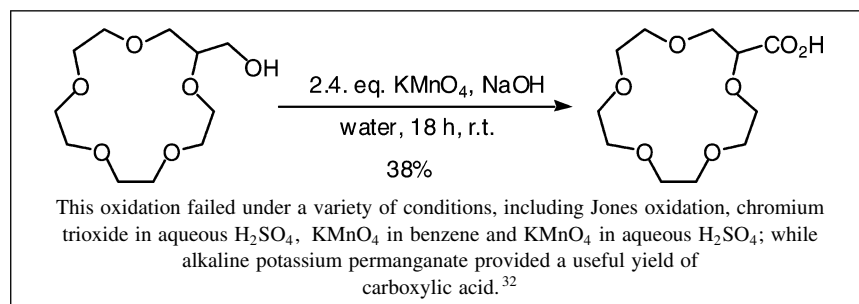 O
OH
O
O
O
O
2.4. eq. KMnO4, NaOH
water, 18 h, r.t.
38%
O
CO2H
O
O
O
O
This oxidation failed under a variety of conditions, including Jones oxidation, chromium
trioxide in aqueous H2SO4, KMnO4 in benzene and KMnO4 in aqueous H2SO4; while
alkaline potassium permanganate provided a useful yield of
carboxylic acid.32